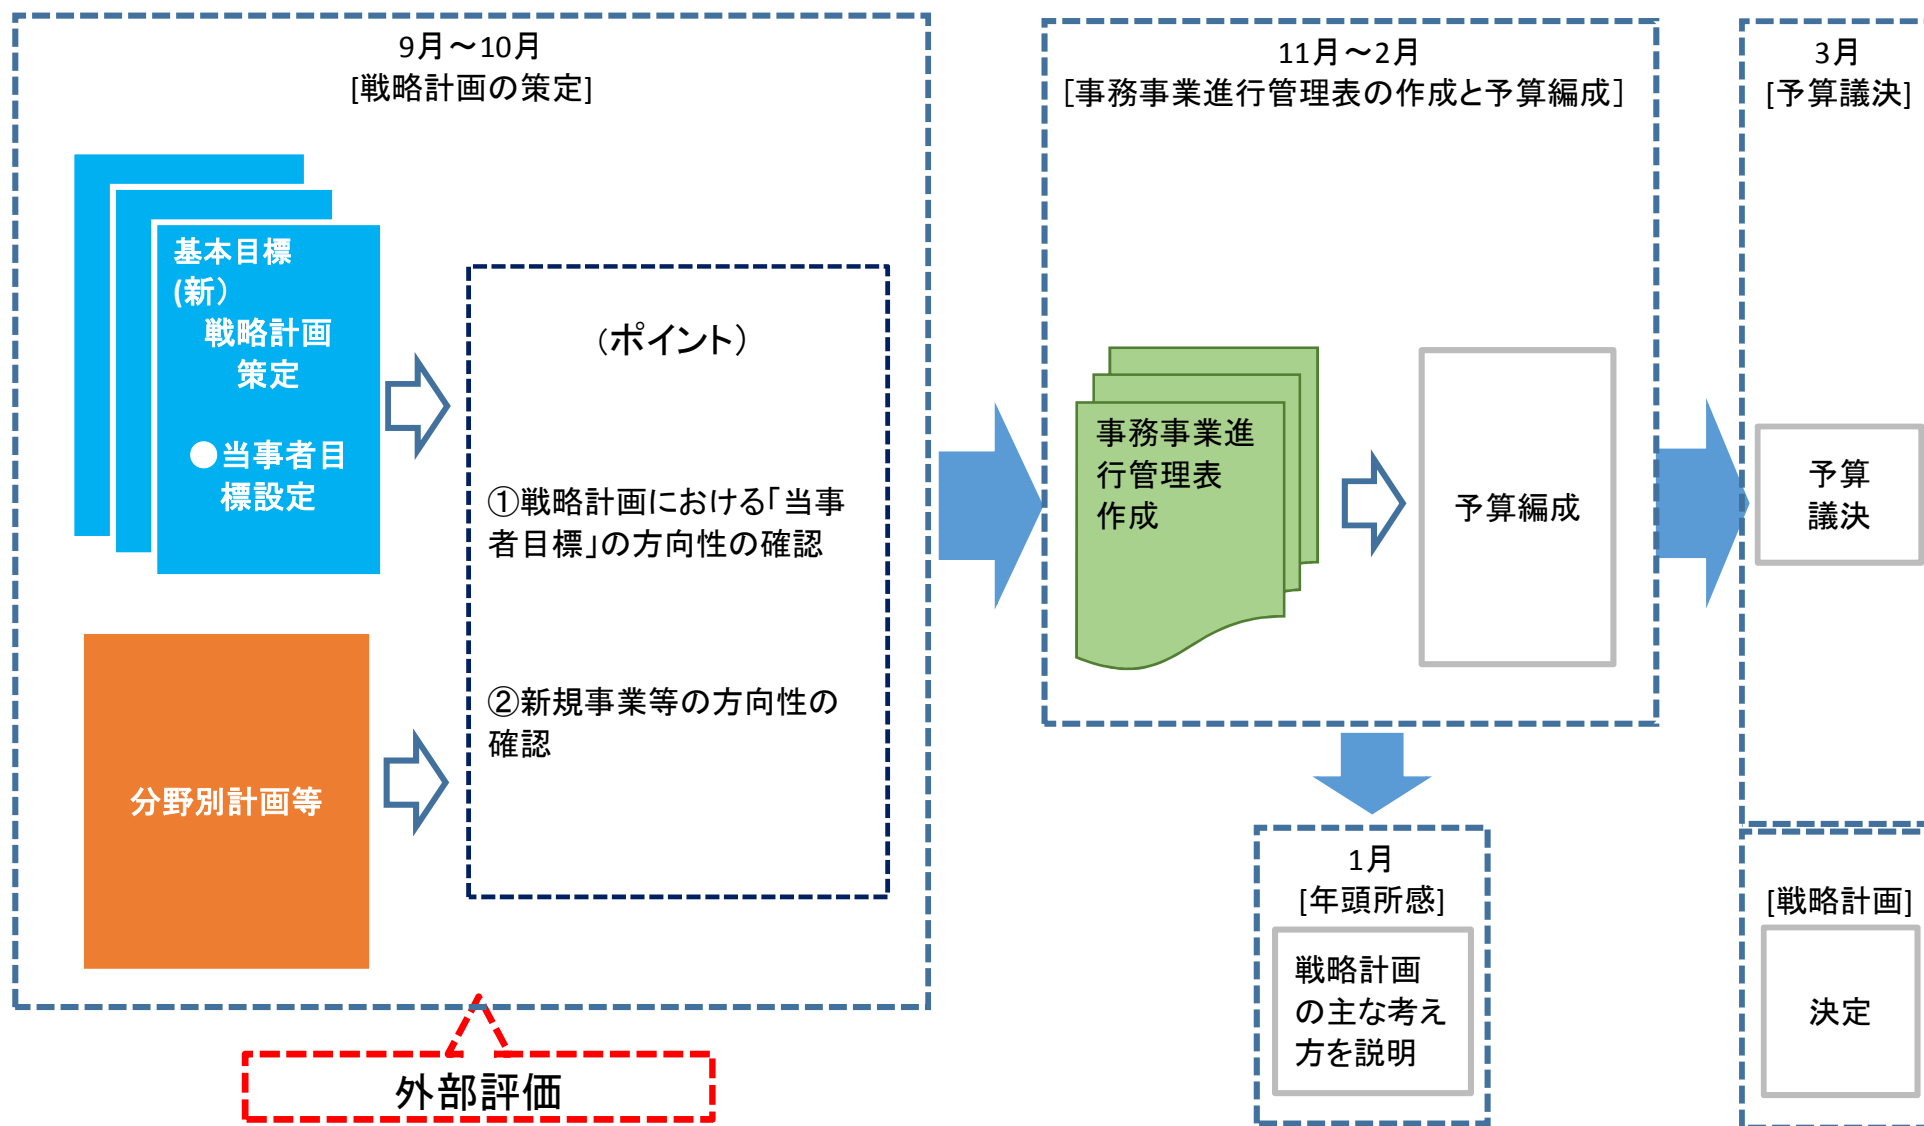 9月～10月
[戦略計画の策定]
基本目標
(新）
戦略計画
策定
●当事者目
標設定
分野別計画等
（ポイント）
①戦略計画における「当事
者目標」の方向性の確認
②新規事業等の方向性の
確認
外部評価
11月～2月
［事務事業進行管理表の作成と予算編成］
事務事業進
行管理表
作成
予算編成
1月
[年頭所感]
戦略計画
の主な考え
方を説明
3月
[予算議決]
予算
議決
[戦略計画]
決定